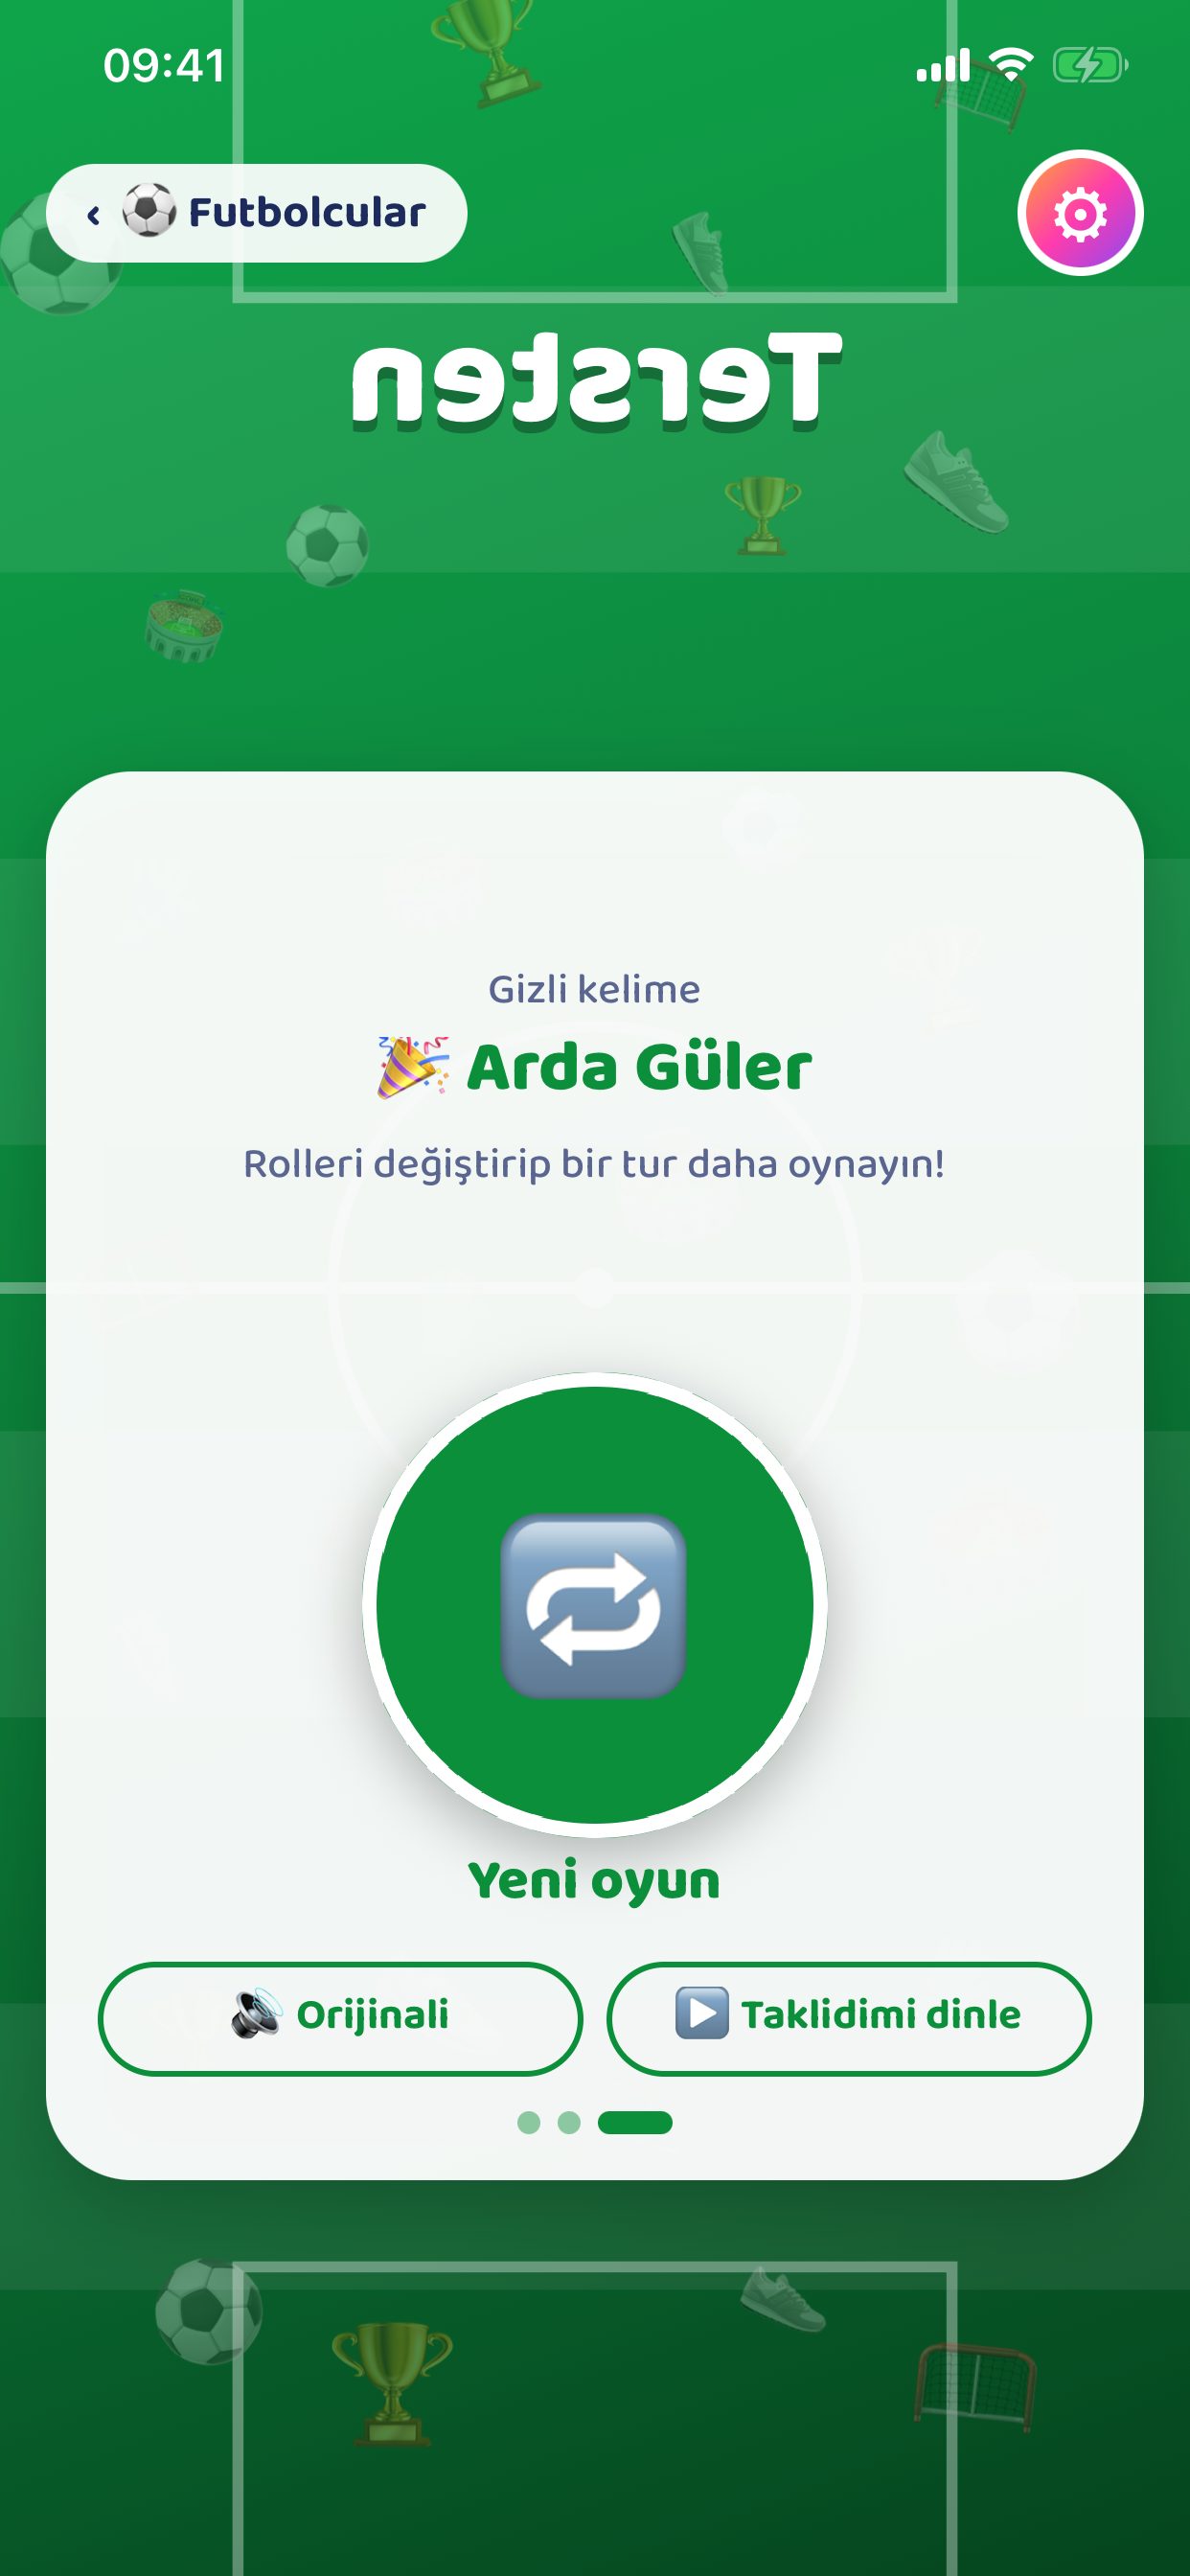 09:41
‹ ⚽ Futbolcular
Tersten
Gizli kelime
🎉 Arda Güler
Rolleri değiştirip bir tur daha oynayın!
Yeni oyun
🔊 Orijinali
▶️ Taklidimi dinle